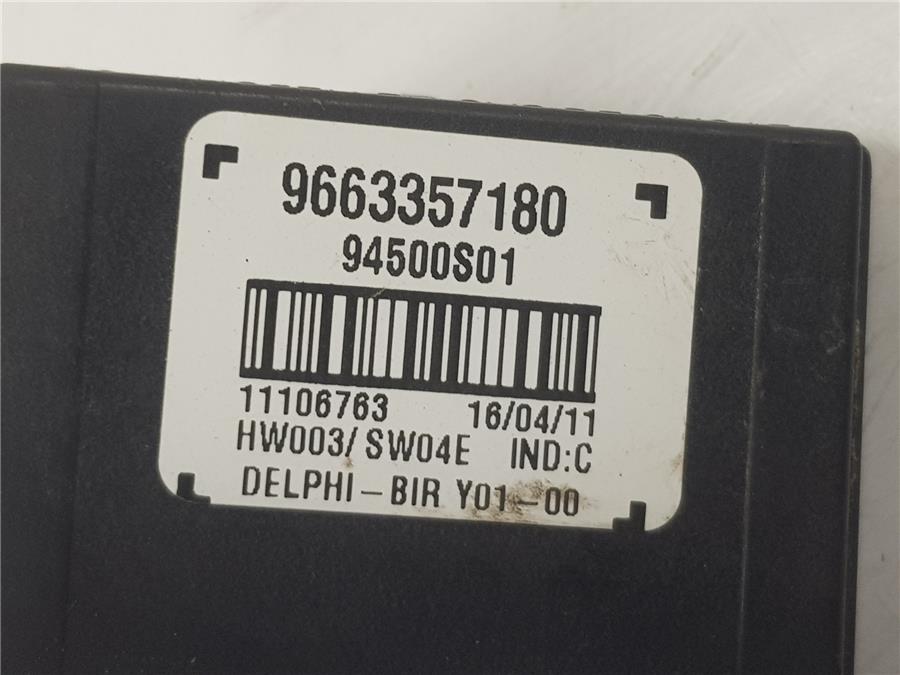 9663357180
94500S01
11106763 16/04/11
HW003/ SW04E IND:C
DELPHI-BIR Y01-00